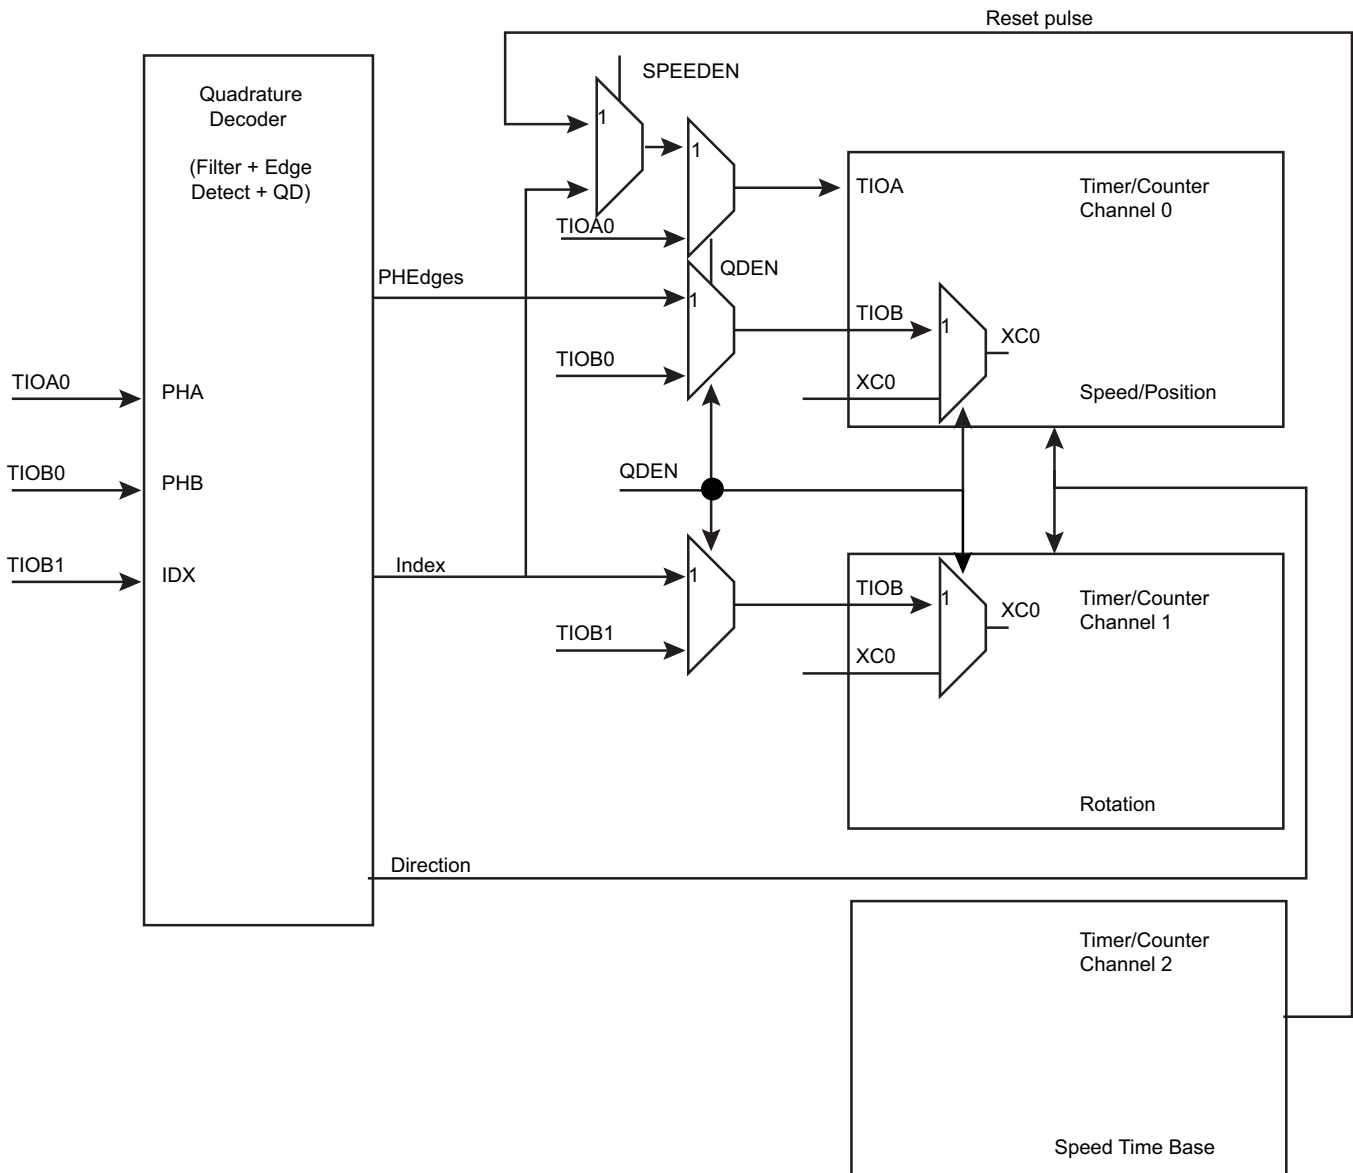 Reset pulse
SPEEDEN
Quadrature
Decoder
(Filter + Edge
Detect + QD)
1
1
TIOA
Timer/Counter
Channel 0
TIOA0
QDEN
PHEdges
1
TIOB
1
XC0
TIOB0
TIOA0
PHA
XC0
Speed/Position
TIOB0
PHB
QDEN
TIOB1
IDX
Index
1
TIOB
1
XC0
Timer/Counter
Channel 1
TIOB1
XC0
Rotation
Direction
Timer/Counter
Channel 2
Speed Time Base